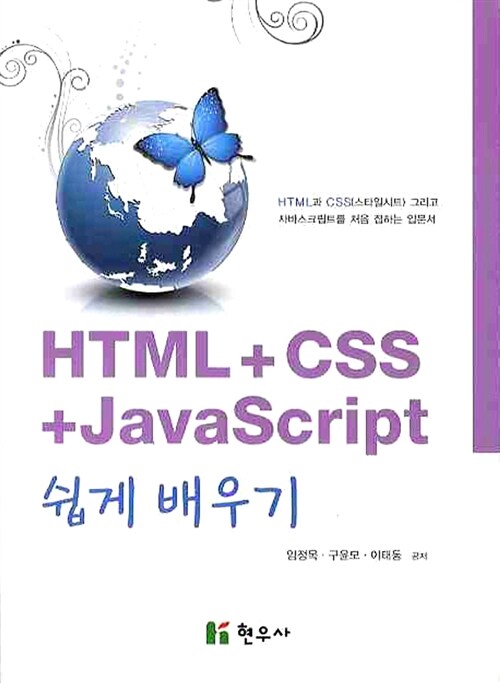 HTML과 CSS(스타일시트) 그리고
자바스크립트를 처음 접하는 입문서
HTML + CSS
+JavaScript
쉽게 배우기
임정목 · 구윤모 · 이태동 공저
현우사